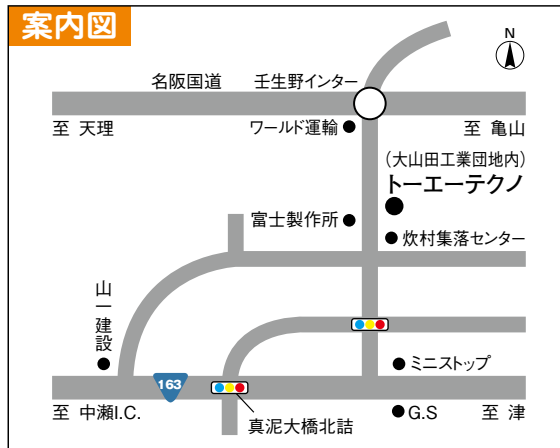 案内図
N
名阪国道
壬生野インター
至 天理
ワールド運輸
至 亀山
(大山田工業団地内)
トーエーテクノ
富士製作所
炊村集落センター
山一建設
ミニストップ
163
至 中瀬I.C.
真泥大橋北詰
G.S
至 津